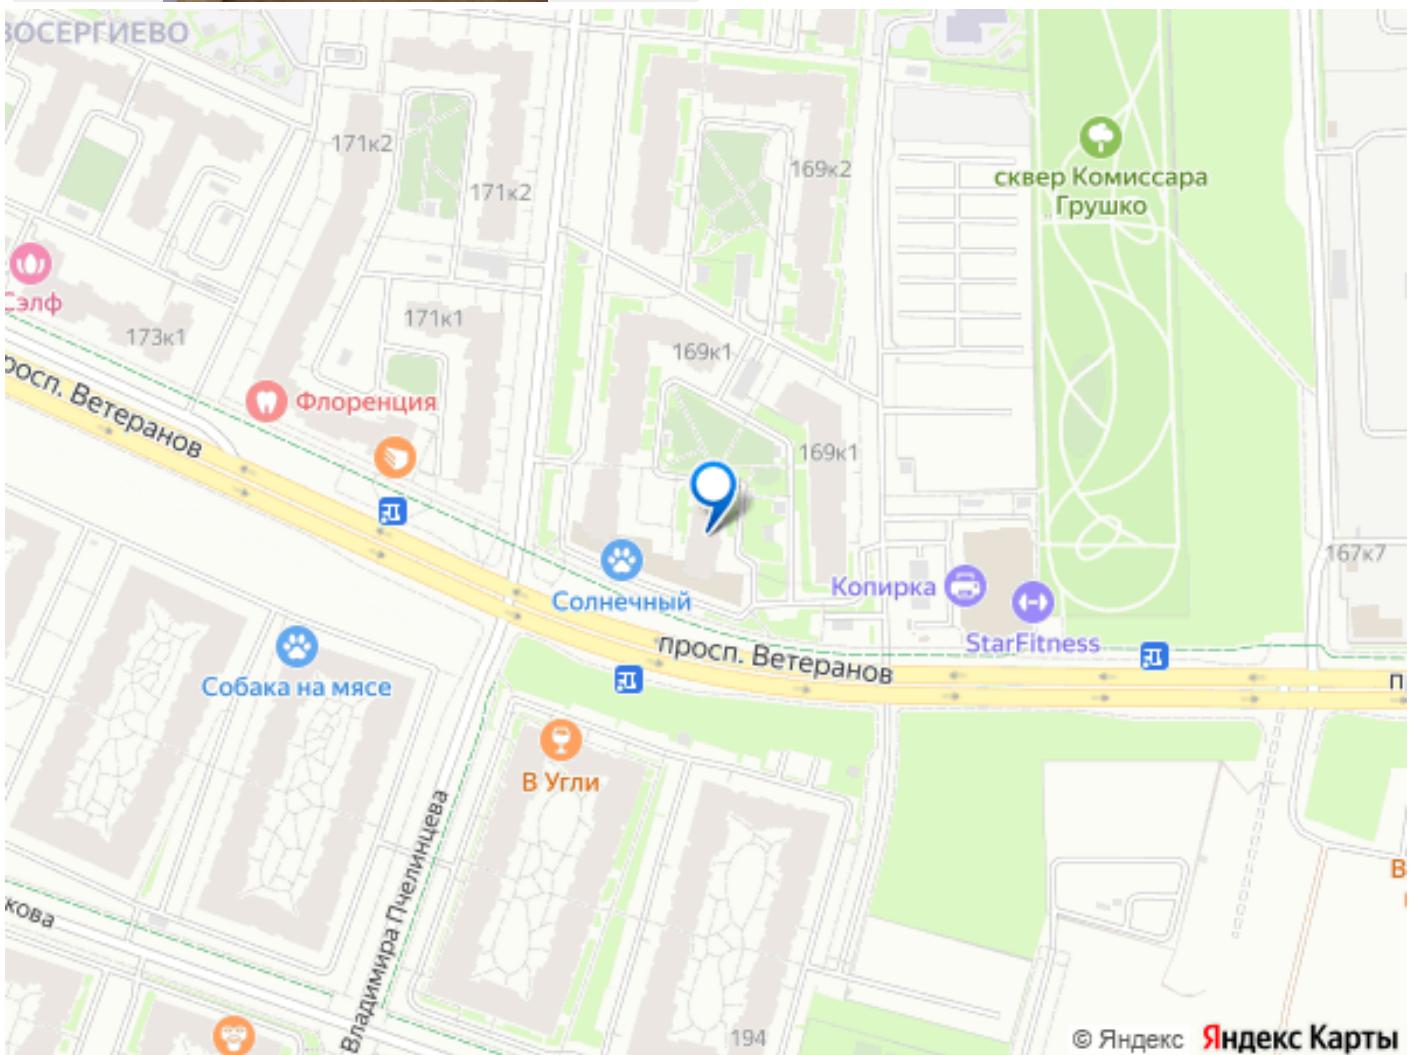 ВОСЕРГИЕВО
171к2
171к2
169к2
сквер Комиссара
Грушко
Сэлф
173к1
171к1
169к1
просп. Ветеранов
Флоренция
169к1
167к7
Солнечный
Копирка
StarFitness
просп. Ветеранов
П
Собака на мясе
В Угли
Владимира Пчелинцева
В
кова
194
© Яндекс Яндекс Карты